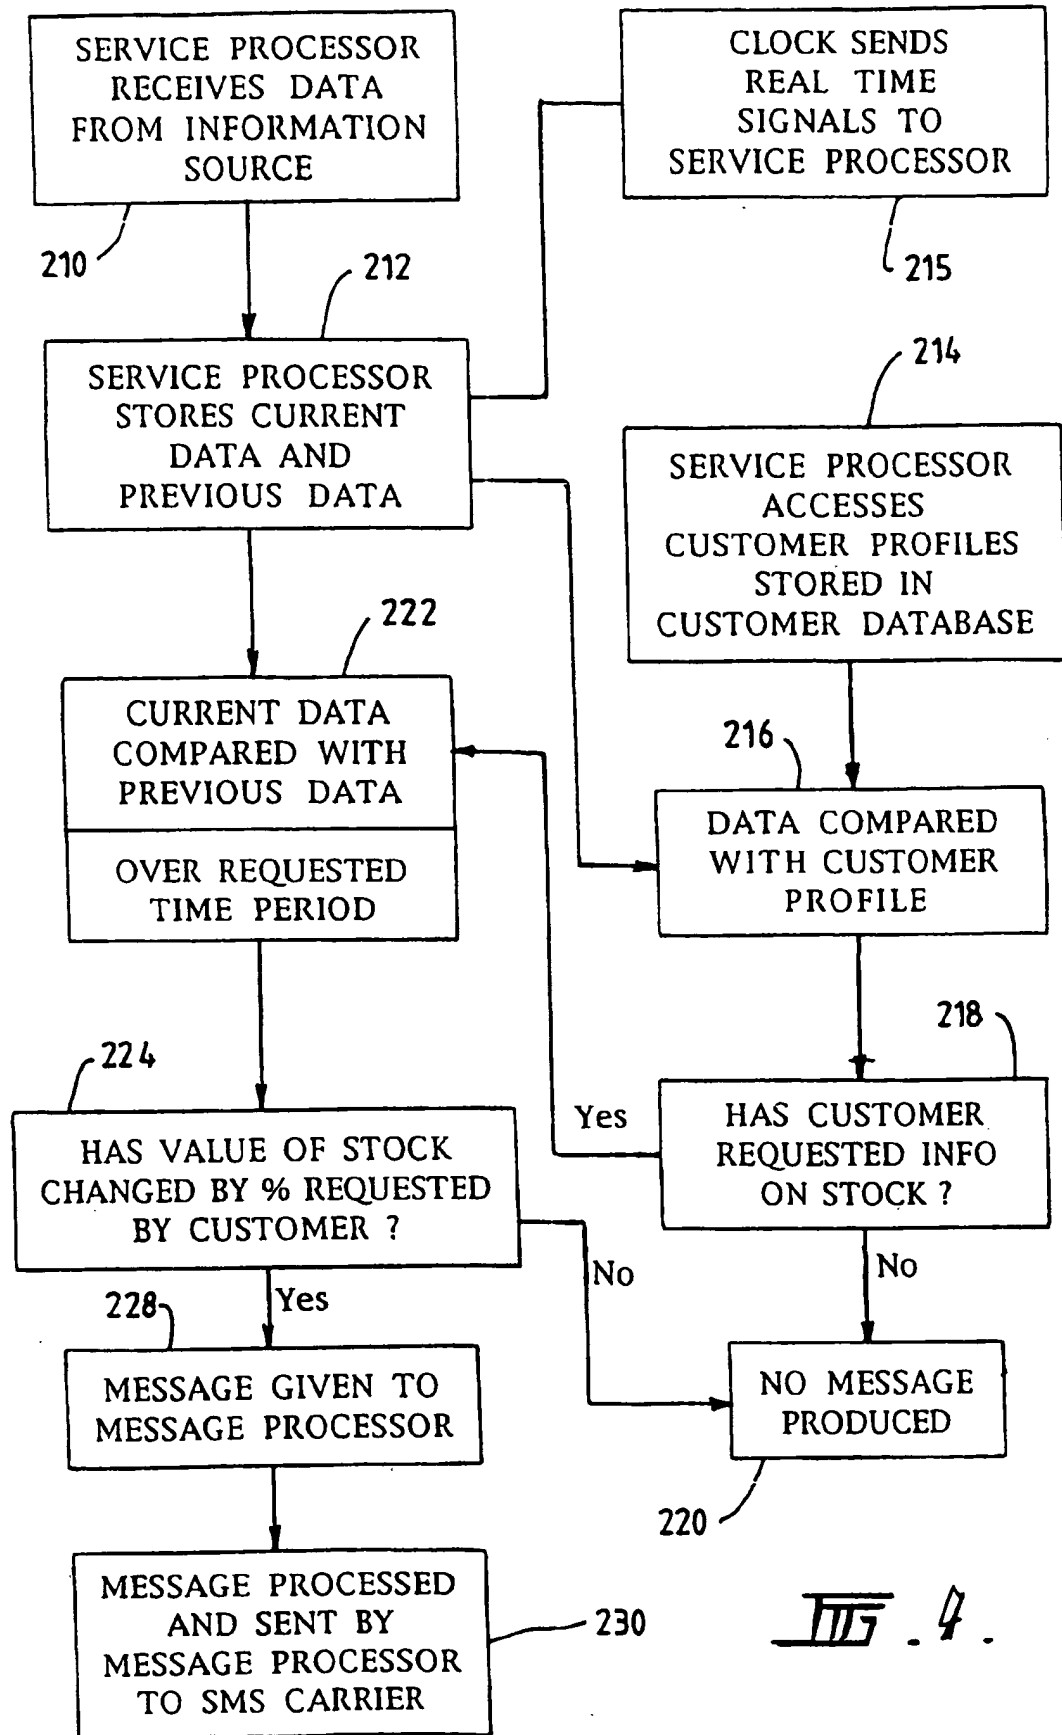 SERVICE PROCESSOR
RECEIVES DATA
FROM INFORMATION
SOURCE
210
CLOCK SENDS
REAL TIME
SIGNALS TO
SERVICE PROCESSOR
215
212
SERVICE PROCESSOR
STORES CURRENT
DATA AND
PREVIOUS DATA
214
SERVICE PROCESSOR
ACCESSES
CUSTOMER PROFILES
STORED IN
CUSTOMER DATABASE
222
CURRENT DATA
COMPARED WITH
PREVIOUS DATA
OVER REQUESTED
TIME PERIOD
216
DATA COMPARED
WITH CUSTOMER
PROFILE
218
HAS CUSTOMER
REQUESTED INFO
ON STOCK ?
Yes
No
224
HAS VALUE OF STOCK
CHANGED BY % REQUESTED
BY CUSTOMER ?
No
Yes
228
MESSAGE GIVEN TO
MESSAGE PROCESSOR
NO MESSAGE
PRODUCED
220
MESSAGE PROCESSED
AND SENT BY
MESSAGE PROCESSOR
TO SMS CARRIER
230
FIG . 4 .